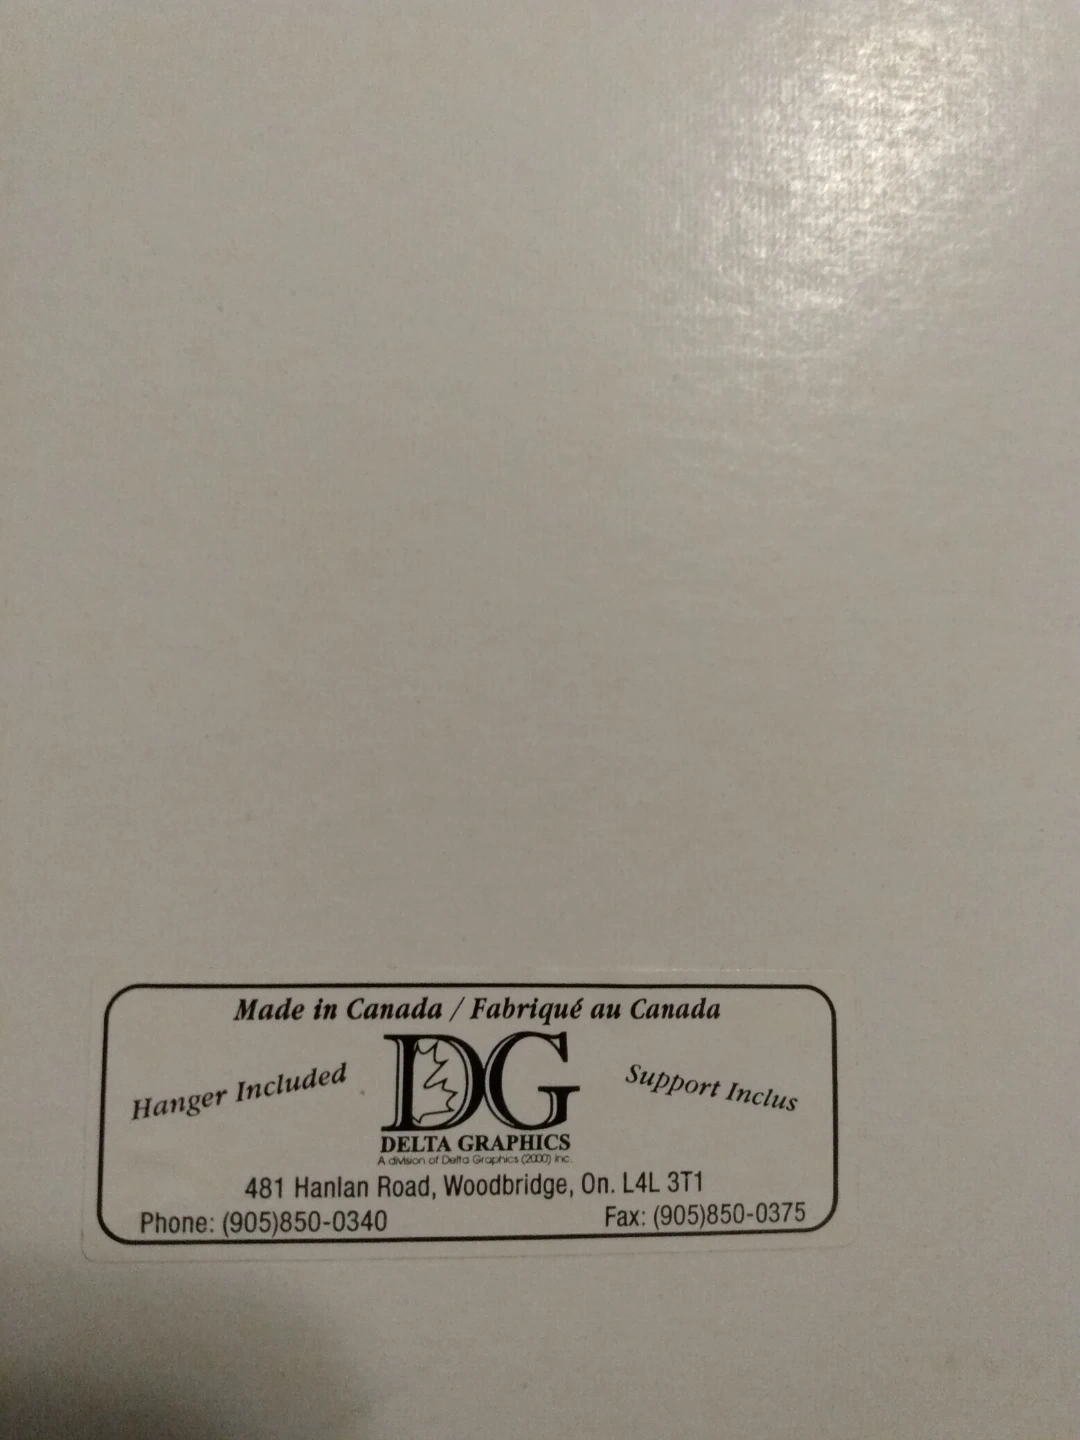 Made in Canada / Fabriqué au Canada
Hanger Included
DG
Support Inclus
DELTA GRAPHICS
A division of Delta Graphics (2000) Inc.
481 Hanlan Road, Woodbridge, On. L4L 3T1
Phone: (905)850-0340
Fax: (905)850-0375